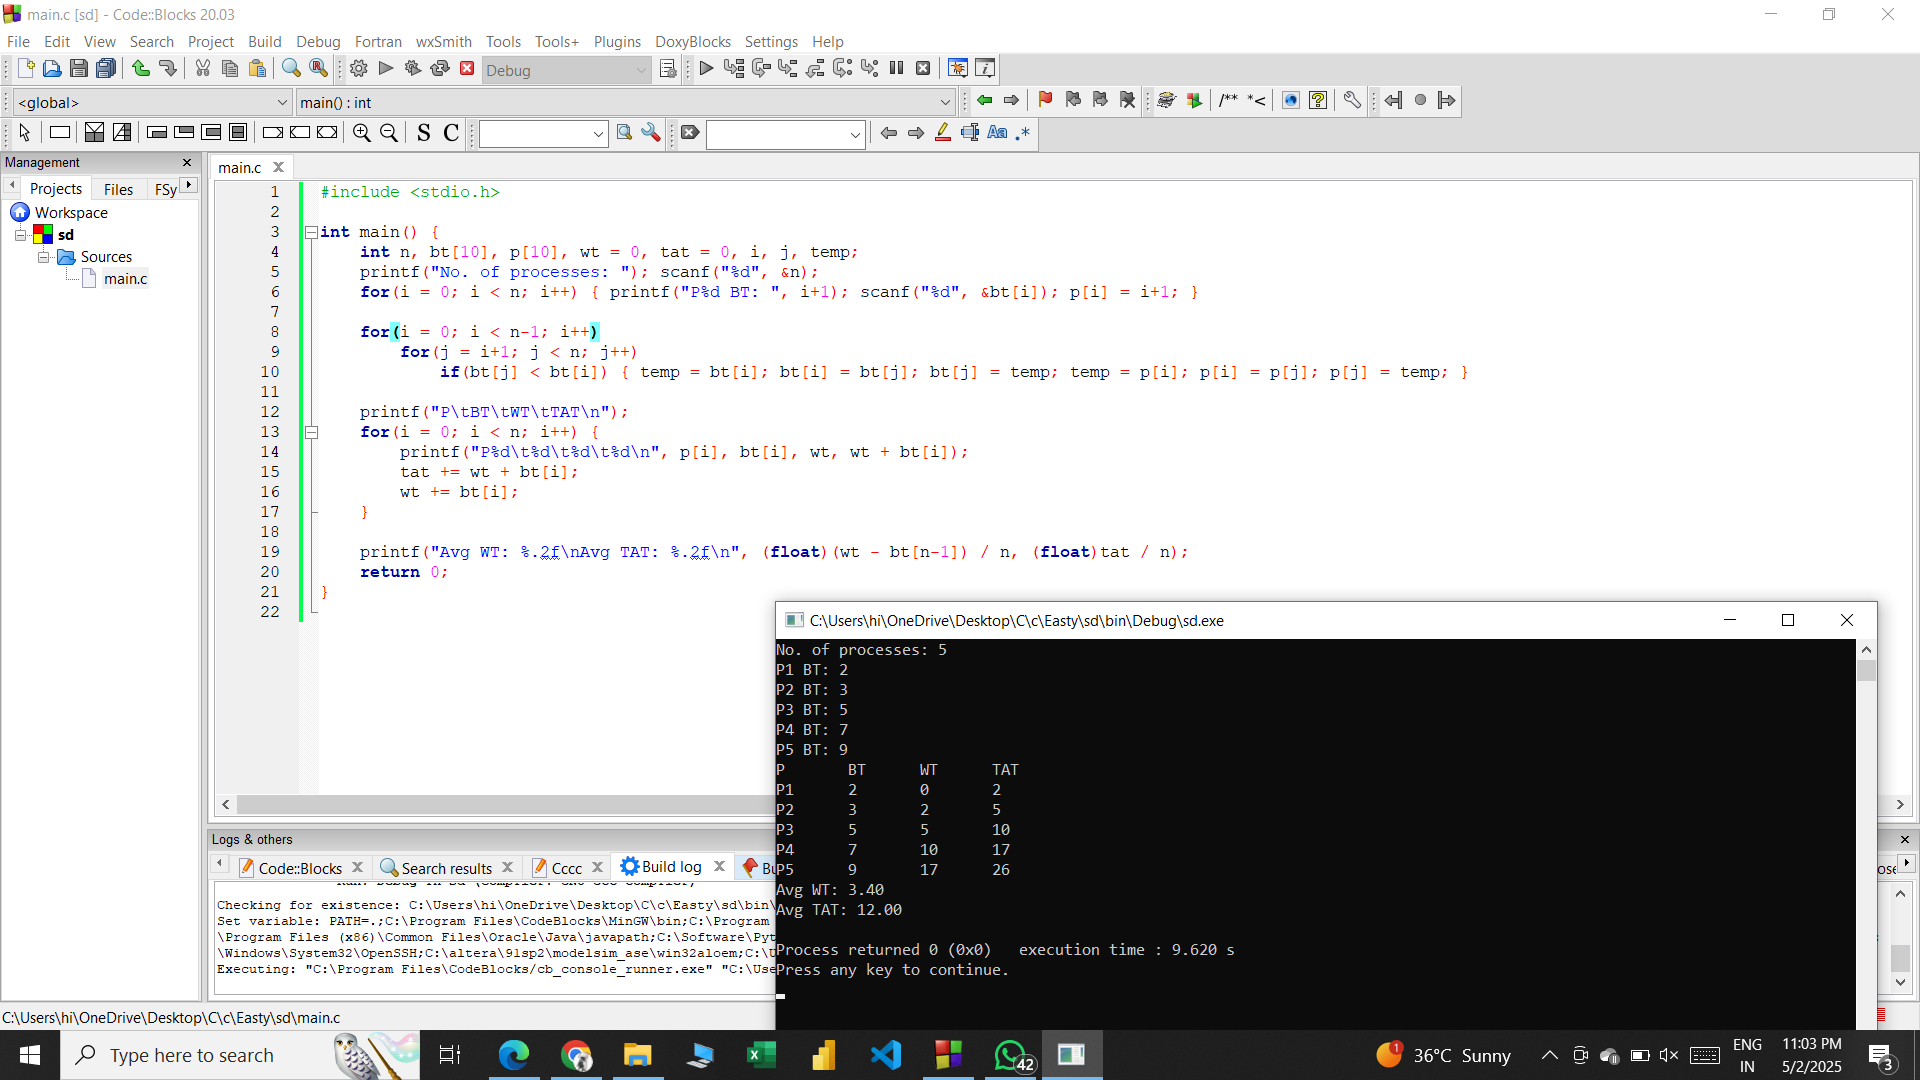 main.c [sd] - Code::Blocks 20.03
File Edit View Search Project Build Debug Fortran wxSmith Tools Tools+ Plugins DoxyBlocks Settings Help
Debug
<global> main() : int
/** *<
S C Aa .*
Management
Projects Files FSy
Workspace
sd
Sources
main.c
main.c
1 #include <stdio.h>
2
3 int main() {
4 int n, bt[10], p[10], wt = 0, tat = 0, i, j, temp;
5 printf("No. of processes: "); scanf("%d", &n);
6 for(i = 0; i < n; i++) { printf("P%d BT: ", i+1); scanf("%d", &bt[i]); p[i] = i+1; }
7
8 for(i = 0; i < n-1; i++)
9 for(j = i+1; j < n; j++)
10 if(bt[j] < bt[i]) { temp = bt[i]; bt[i] = bt[j]; bt[j] = temp; temp = p[i]; p[i] = p[j]; p[j] = temp; }
11
12 printf("P\tBT\tWT\tTAT\n");
13 for(i = 0; i < n; i++) {
14 printf("P%d\t%d\t%d\t%d\n", p[i], bt[i], wt, wt + bt[i]);
15 tat += wt + bt[i];
16 wt += bt[i];
17 }
18
19 printf("Avg WT: %.2f\nAvg TAT: %.2f\n", (float)(wt - bt[n-1]) / n, (float)tat / n);
20 return 0;
21 }
22
C:\Users\hi\OneDrive\Desktop\C\c\Easty\sd\bin\Debug\sd.exe
No. of processes: 5
P1 BT: 2
P2 BT: 3
P3 BT: 5
P4 BT: 7
P5 BT: 9
P BT WT TAT
P1 2 0 2
P2 3 2 5
P3 5 5 10
P4 7 10 17
P5 9 17 26
Avg WT: 3.40
Avg TAT: 12.00
Process returned 0 (0x0) execution time : 9.620 s
Press any key to continue.
Logs & others
Code::Blocks Search results Cccc Build log
Checking for existence: C:\Users\hi\OneDrive\Desktop\C\c\Easty\sd\bin\
Set variable: PATH=.;C:\Program Files\CodeBlocks\MinGW\bin;C:\Program
\Program Files (x86)\Common Files\Oracle\Java\javapath;C:\Software\Pyt
\Windows\System32\OpenSSH;C:\altera\91sp2\modelsim_ase\win32aloem;C:\U
Executing: "C:\Program Files\CodeBlocks/cb_console_runner.exe" "C:\Use
C:\Users\hi\OneDrive\Desktop\C\c\Easty\sd\main.c
Type here to search
42
1
36°C Sunny
ENG
IN
11:03 PM
5/2/2025
3